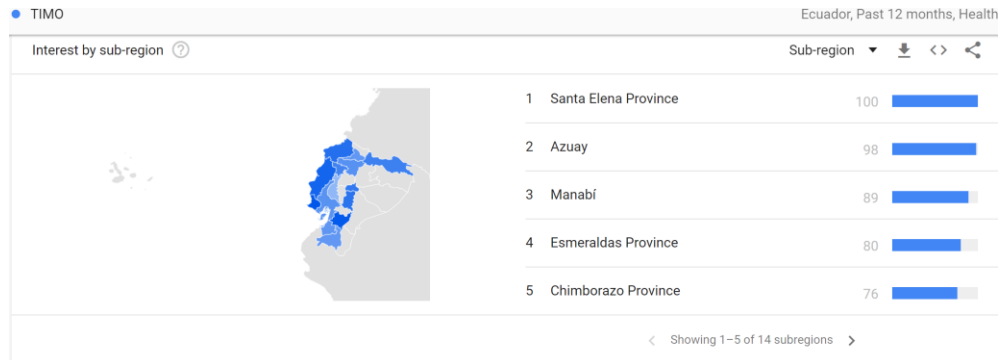 TIMO
Ecuador, Past 12 months, Health
Interest by sub-region ?
Sub-region
1 Santa Elena Province 100
2 Azuay 98
3 Manabí 89
4 Esmeraldas Province 80
5 Chimborazo Province 76
Showing 1–5 of 14 subregions